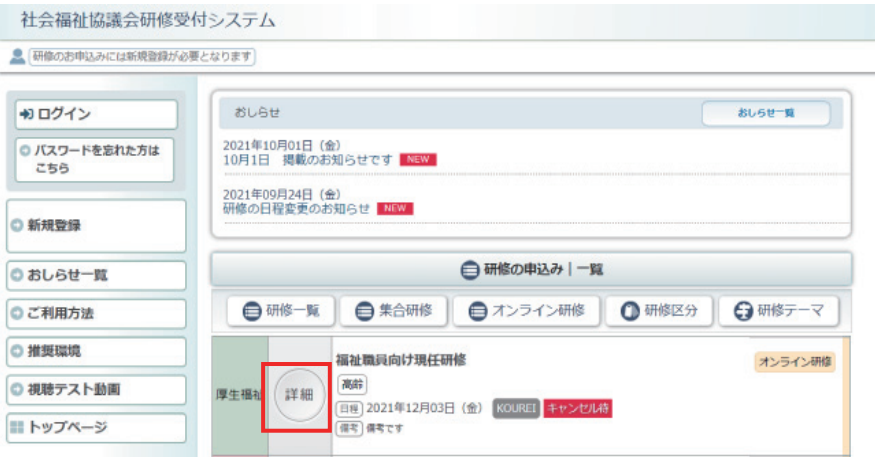 社会福祉協議会研修受付システム
研修のお申込みには新規登録が必要となります
ログイン
パスワードを忘れた方は
こちら
新規登録
おしらせ一覧
ご利用方法
推奨環境
視聴テスト動画
トップページ
おしらせ
おしらせ一覧
2021年10月01日（金）
10月1日　掲載のお知らせです NEW
2021年09月24日（金）
研修の日程変更のお知らせ NEW
研修の申込み｜一覧
研修一覧
集合研修
オンライン研修
研修区分
研修テーマ
厚生福祉
詳細
福祉職員向け現任研修
オンライン研修
高齢
日程 2021年12月03日（金） KOUREI キャンセル待
備考 備考です